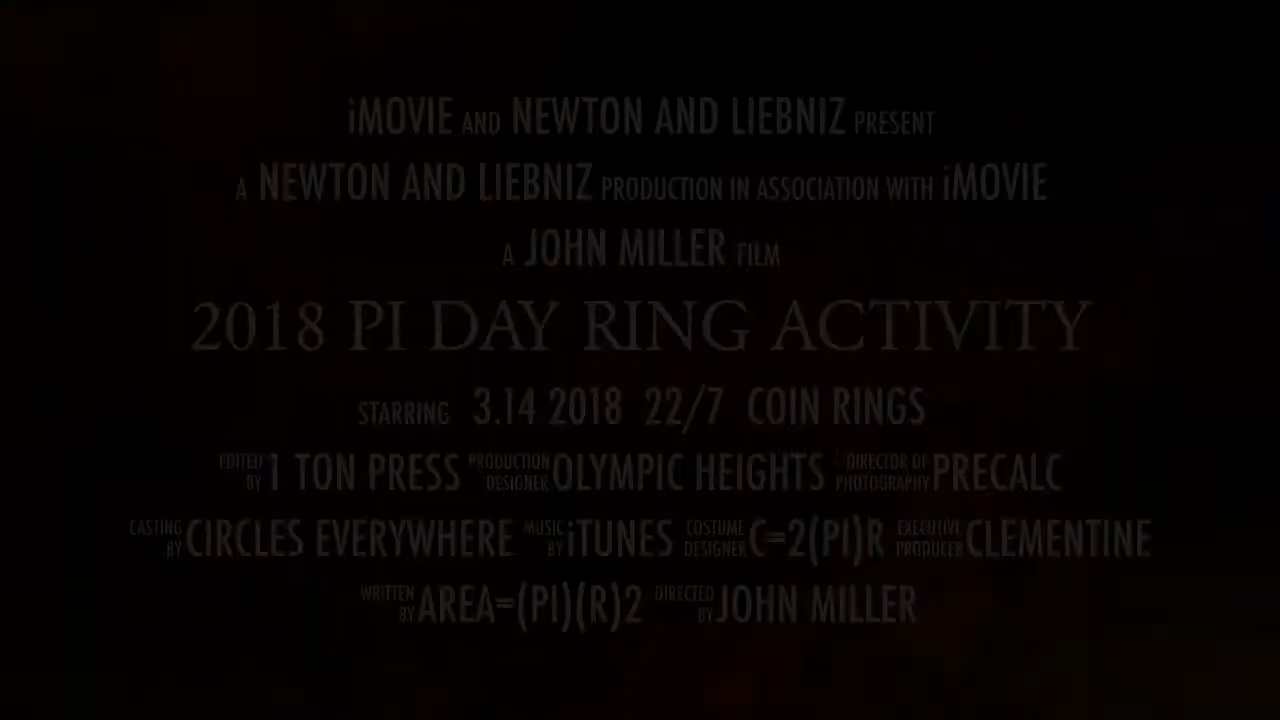 iMOVIE AND NEWTON AND LIEBNIZ PRESENT
A NEWTON AND LIEBNIZ PRODUCTION IN ASSOCIATION WITH iMOVIE
A JOHN MILLER FILM
2018 PI DAY RING ACTIVITY
STARRING 3.14 2018 22/7 COIN RINGS
EDITED BY 1 TON PRESS PRODUCTION DESIGNER OLYMPIC HEIGHTS DIRECTOR OF PHOTOGRAPHY PRECALC
CASTING BY CIRCLES EVERYWHERE MUSIC BY iTUNES COSTUME DESIGNER C=2(PI)R EXECUTIVE PRODUCER CLEMENTINE
WRITTEN BY AREA=(PI)(R)2 DIRECTED BY JOHN MILLER